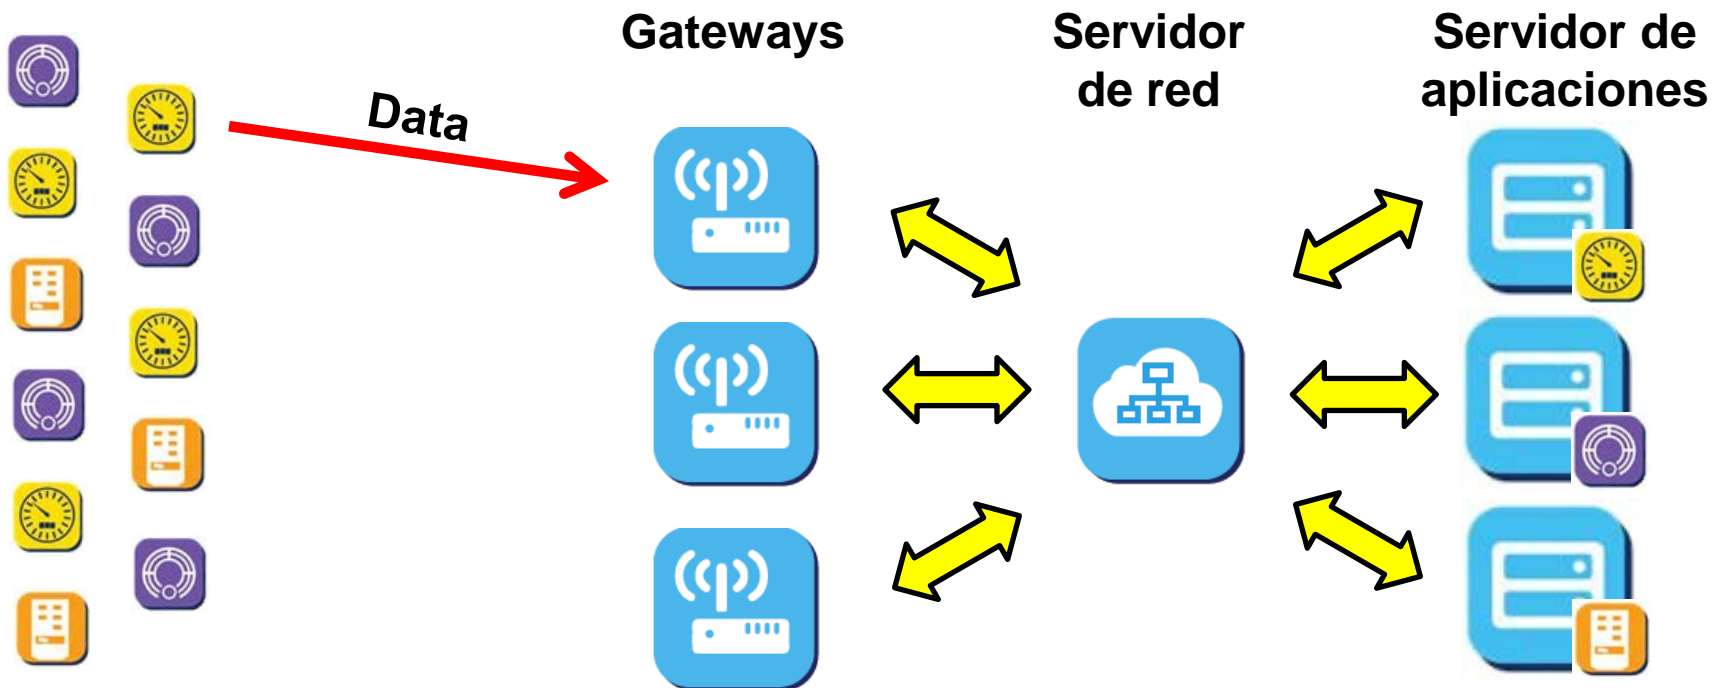 Gateways
Servidor
de red
Servidor de
aplicaciones
Data